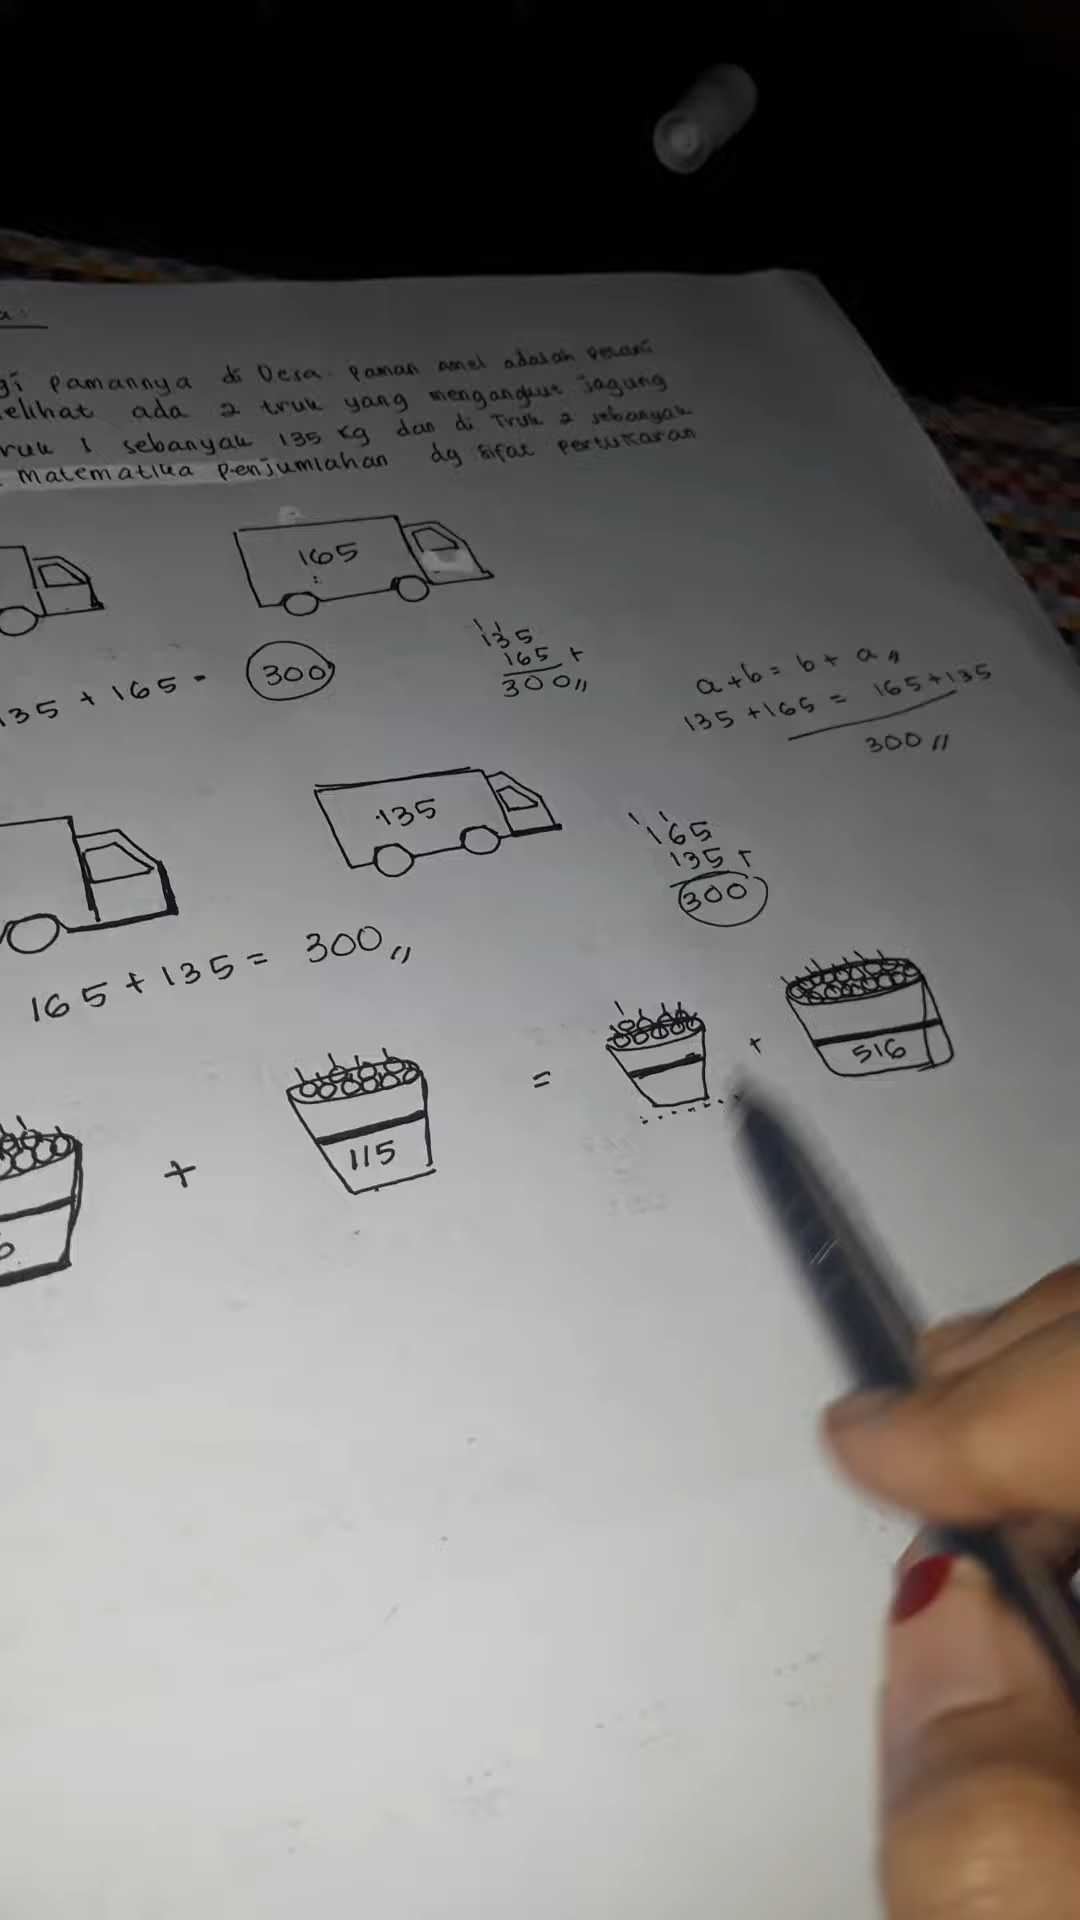 a :
gi pamannya di Desa. Paman amel adalah petani
elihat ada 2 truk yang mengangkut jagung
ruk 1 sebanyak 135 kg dan di Truk 2 sebanyak
matematika penjumlahan dg sifat pertukaran
165
135 + 165 = 300
135
165 +
300 //
a + b = b + a //
135 + 165 = 165 + 135
300 //
135
165
135 +
300
165 + 135 = 300 //
6 + 115 = ........ + 516